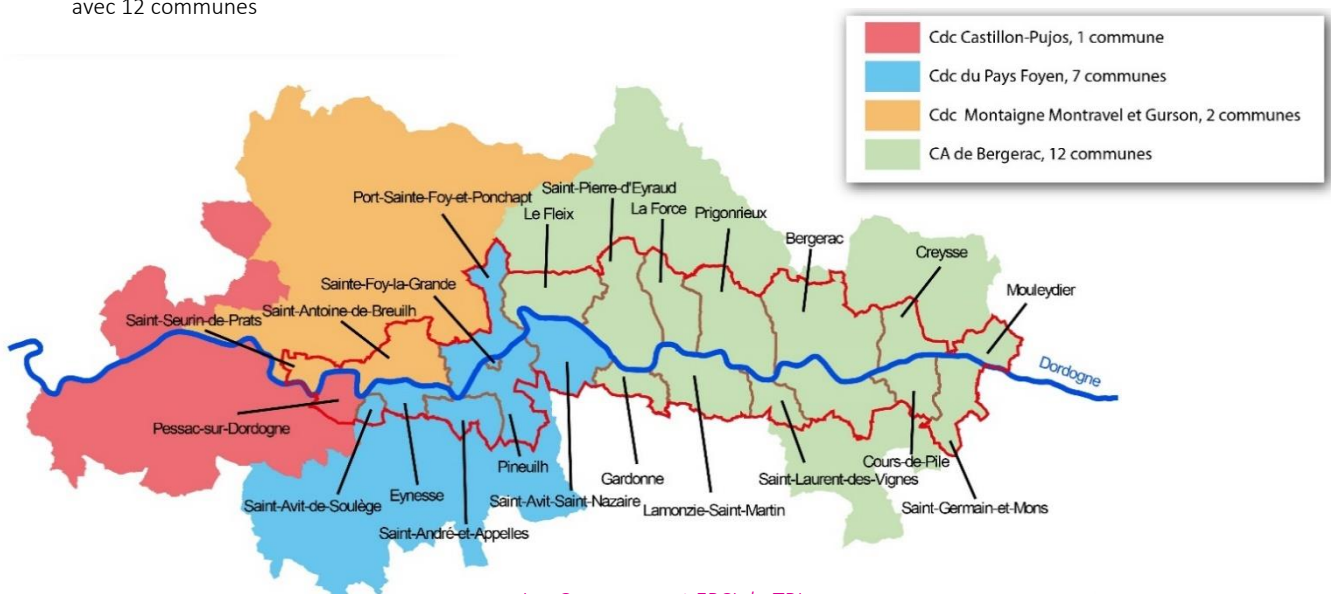 avec 12 communes
Cdc Castillon-Pujos, 1 commune
Cdc du Pays Foyen, 7 communes
Cdc Montaigne Montravel et Gurson, 2 communes
CA de Bergerac, 12 communes
Saint-Pierre-d'Eyraud
Port-Sainte-Foy-et-Ponchapt
La Force
Le Fleix
Prigonrieux
Bergerac
Creysse
Sainte-Foy-la-Grande
Mouleydier
Saint-Antoine-de-Breuilh
Saint-Seurin-de-Prats
Dordogne
Pessac-sur-Dordogne
Pineuilh
Cours-de-Pile
Gardonne
Saint-Laurent-des-Vignes
Eynesse
Saint-Avit-Saint-Nazaire
Saint-Avit-de-Soulège
Lamonzie-Saint-Martin
Saint-Germain-et-Mons
Saint-André-et-Appelles